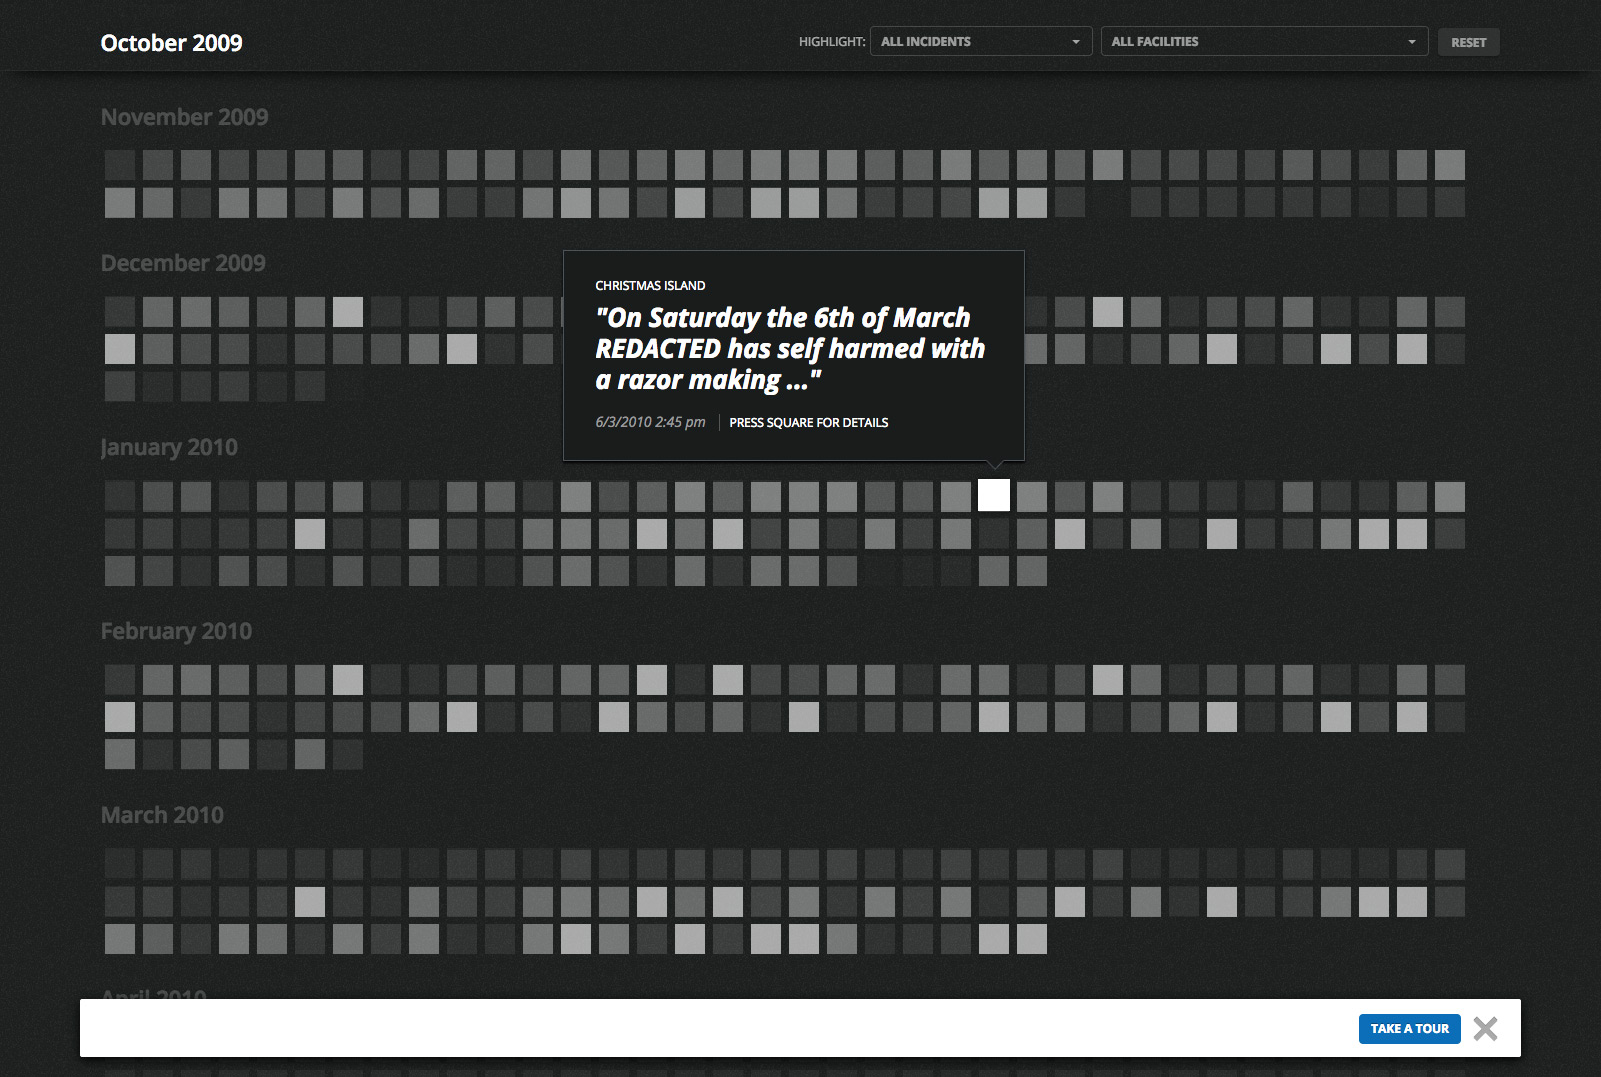 October 2009
HIGHLIGHT: ALL INCIDENTS ALL FACILITIES RESET
November 2009
December 2009
CHRISTMAS ISLAND
"On Saturday the 6th of March
REDACTED has self harmed with
a razor making ..."
6/3/2010 2:45 pm PRESS SQUARE FOR DETAILS
January 2010
February 2010
March 2010
April 2010
TAKE A TOUR